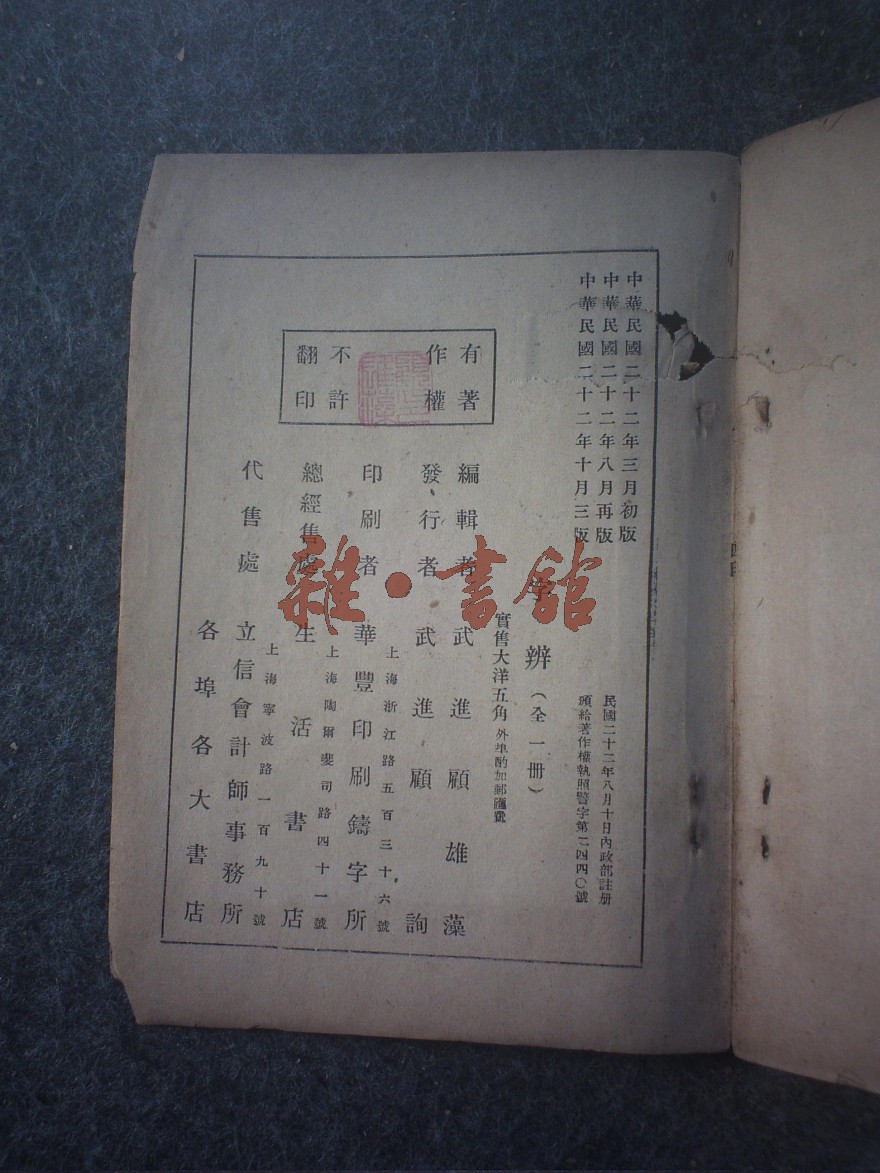 中華民國二十二年三月初版
中華民國二十二年八月再版
中華民國二十二年十月三版
民國二十二年八月十日內政部註册
頒給著作權執照警字第二四四〇號
字辨(全一册)
實售大洋五角 外埠酌加郵匯費
編輯者 武進顧雄藻
發行者 武進顧詢
印刷者 華豐印刷鑄字所
上海浙江路五百三十六號
總經售處 生活書店
上海陶爾斐司路四十一號
代售處 立信會計師事務所
上海寧波路一百九十號
各埠各大書店
有著
作權
不許
翻印
雜·書館